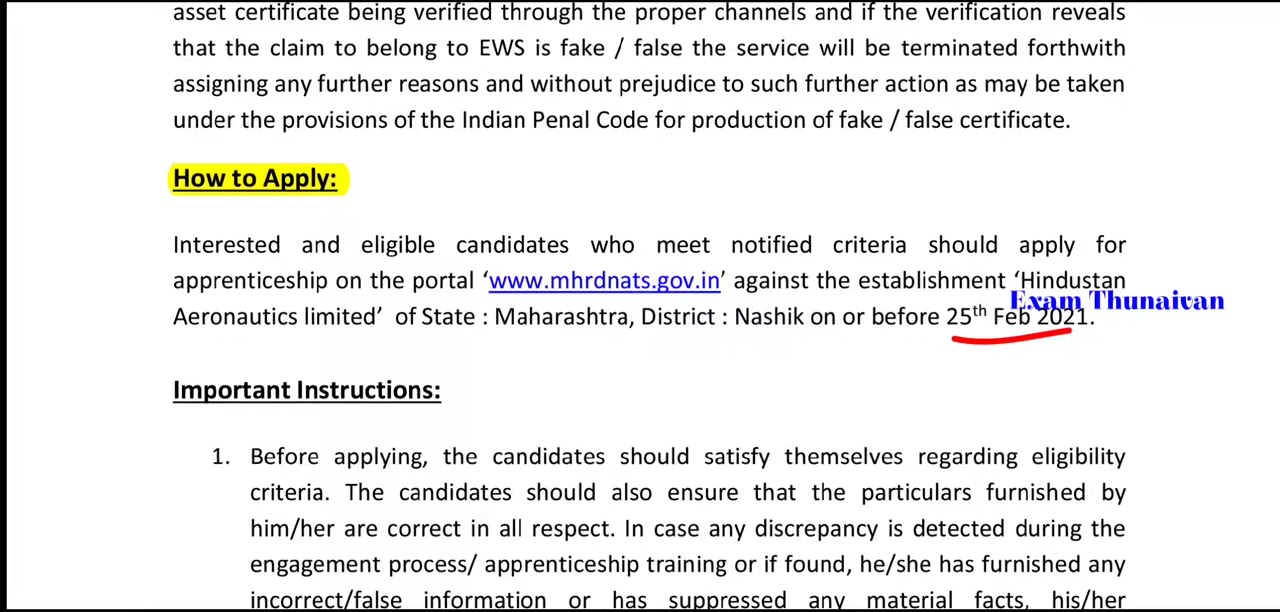 asset certificate being verified through the proper channels and if the verification reveals
that the claim to belong to EWS is fake / false the service will be terminated forthwith
assigning any further reasons and without prejudice to such further action as may be taken
under the provisions of the Indian Penal Code for production of fake / false certificate.
How to Apply:
Interested and eligible candidates who meet notified criteria should apply for
apprenticeship on the portal ‘www.mhrdnats.gov.in’ against the establishment ‘Hindustan
Exam Thunaivan
Aeronautics limited’ of State : Maharashtra, District : Nashik on or before 25th Feb 2021.
Important Instructions:
1. Before applying, the candidates should satisfy themselves regarding eligibility
criteria. The candidates should also ensure that the particulars furnished by
him/her are correct in all respect. In case any discrepancy is detected during the
engagement process/ apprenticeship training or if found, he/she has furnished any
incorrect/false information or has suppressed any material facts, his/her